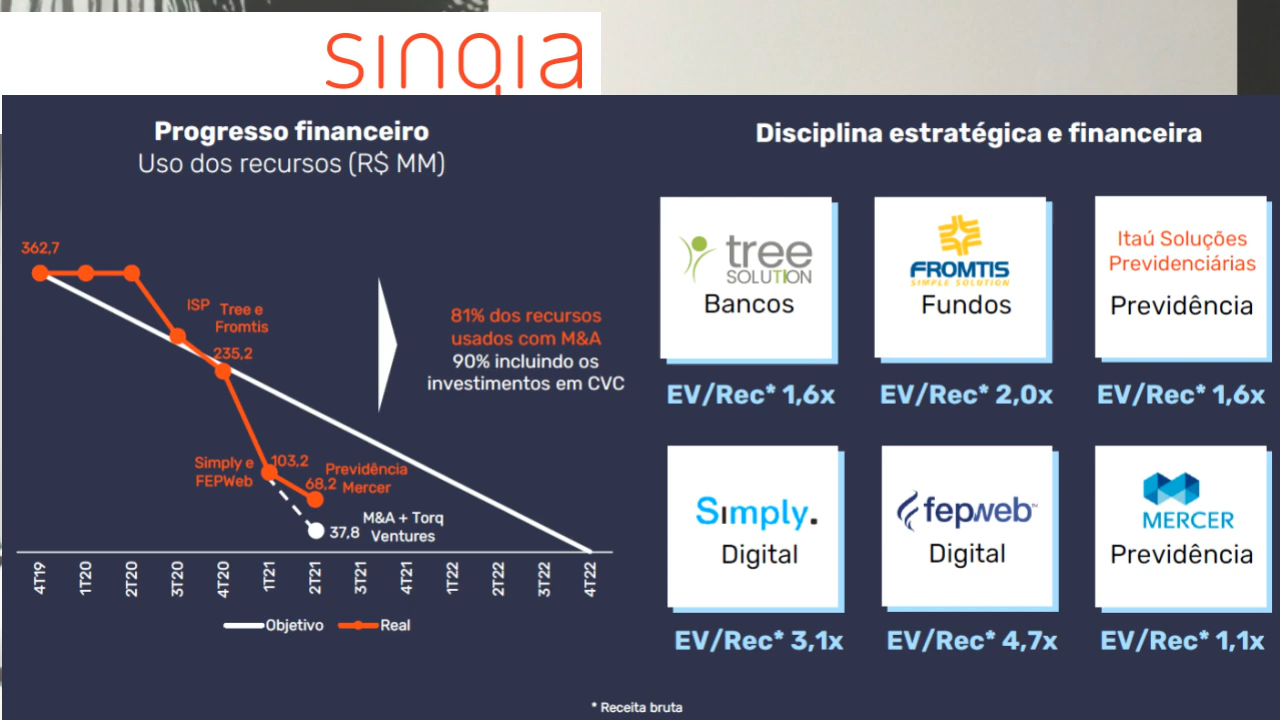 sinqia
Progresso financeiro
Uso dos recursos (R$ MM)
362,7
ISP
Tree e
Fromtis
235,2
Simply e
FEPWeb
103,2
Previdência
Mercer
68,2
37,8
M&A + Torq
Ventures
81% dos recursos
usados com M&A
90% incluindo os
investimentos em CVC
4T19
1T20
2T20
3T20
4T20
1T21
2T21
3T21
4T21
1T22
2T22
3T22
4T22
Objetivo
Real
Disciplina estratégica e financeira
tree
SOLUTION
Bancos
EV/Rec* 1,6x
FROMTIS
SIMPLE SOLUTION
Fundos
EV/Rec* 2,0x
Itaú Soluções
Previdenciárias
Previdência
EV/Rec* 1,6x
Simply.
Digital
EV/Rec* 3,1x
fepweb
Digital
EV/Rec* 4,7x
MERCER
Previdência
EV/Rec* 1,1x
* Receita bruta